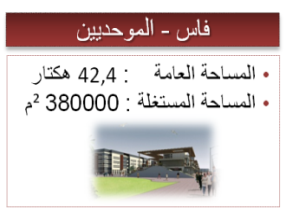 فاس - الموحديين
• المساحة العامة : 42,4 هكتار
• المساحة المستغلة : 380000 م²